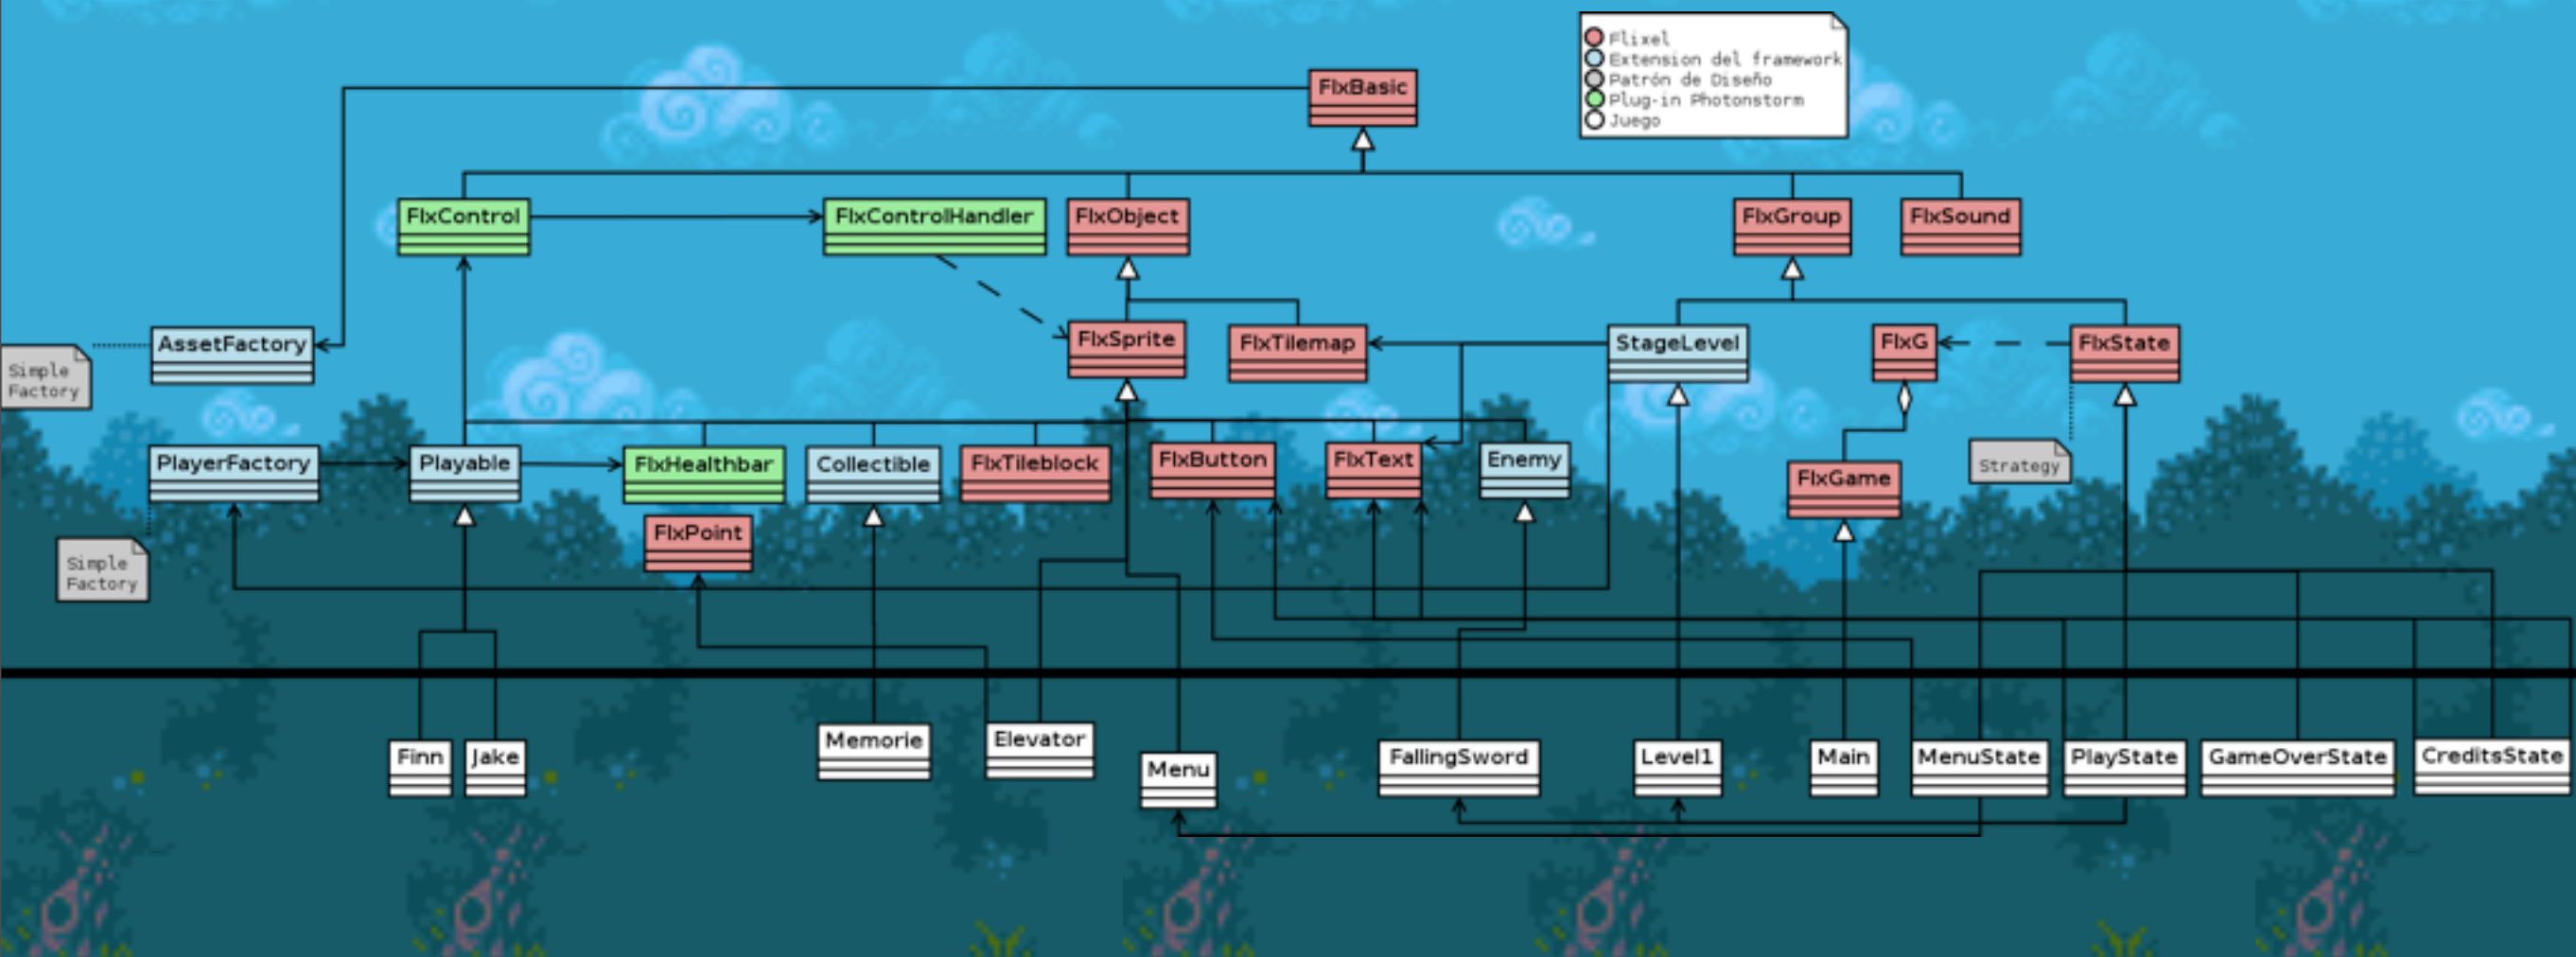 Flixel
Extension del framework
Patrón de Diseño
Plug-in Photonstorm
Juego
FlxBasic
FlxControl
FlxControlHandler
FlxObject
FlxGroup
FlxSound
AssetFactory
Simple
Factory
FlxSprite
FlxTilemap
StageLevel
FlxG
FlxState
PlayerFactory
Playable
FlxHealthbar
Collectible
FlxTileblock
FlxButton
FlxText
Enemy
FlxGame
Strategy
FlxPoint
Simple
Factory
Finn
Jake
Memorie
Elevator
Menu
FallingSword
Level1
Main
MenuState
PlayState
GameOverState
CreditsState